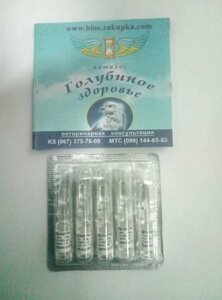 www.bios.zakupka.com
каталог
Голубиное
здоровье
ветеринарная консультация
KS (067) 375-76-09 МТС (099) 144-65-83